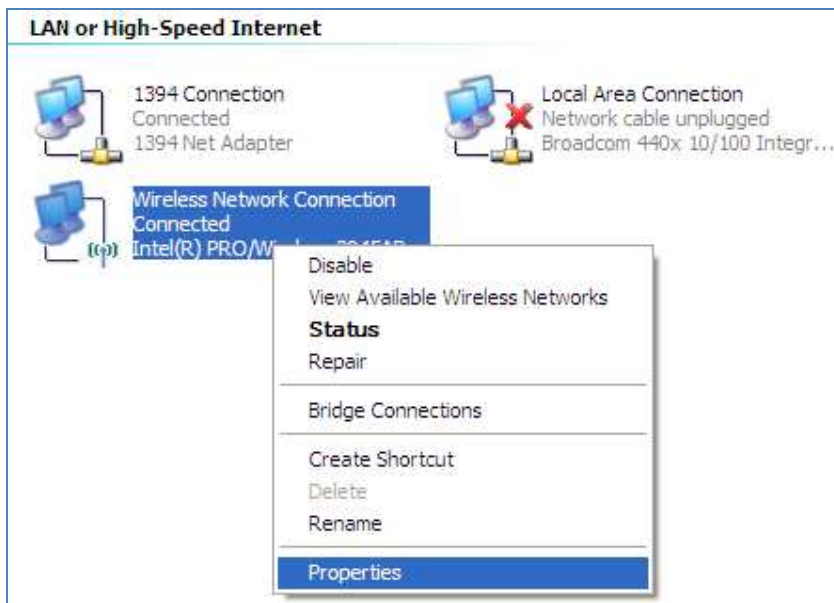 LAN or High-Speed Internet
1394 Connection
Connected
1394 Net Adapter
Local Area Connection
Network cable unplugged
Broadcom 440x 10/100 Integr...
Wireless Network Connection
Connected
Intel(R) PRO/
Disable
View Available Wireless Networks
Status
Repair
Bridge Connections
Create Shortcut
Delete
Rename
Properties